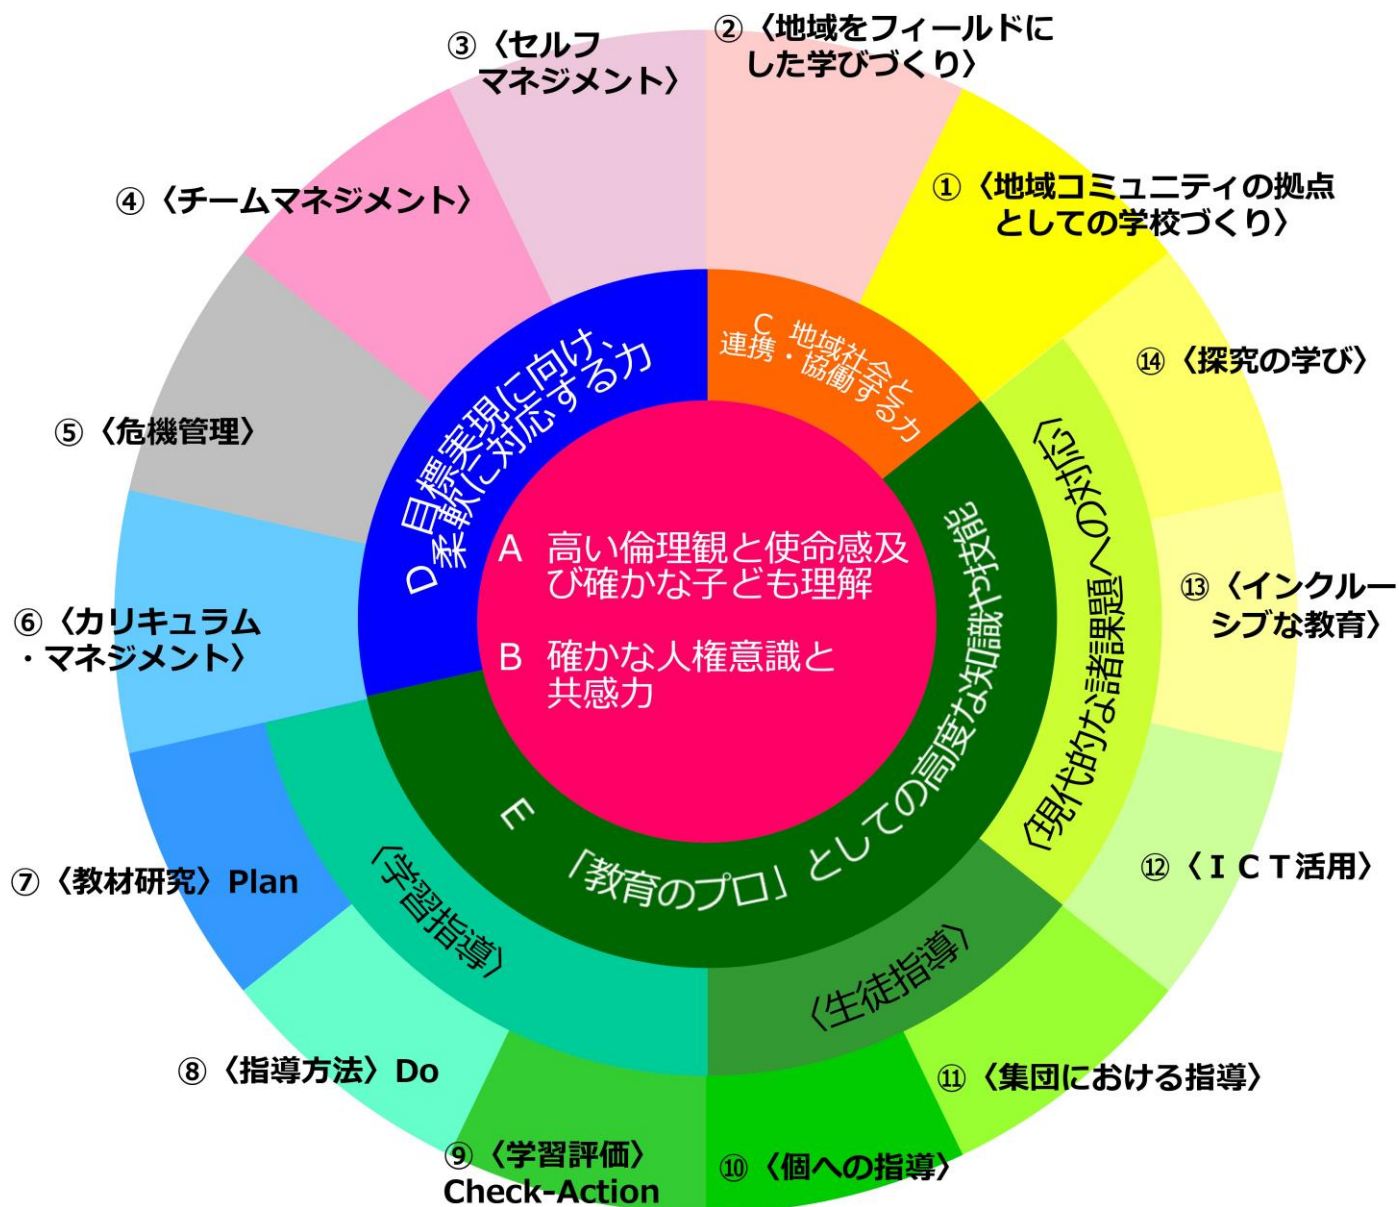 ③〈セルフ
マネジメント〉
②〈地域をフィールドに
した学びづくり〉
④〈チームマネジメント〉
①〈地域コミュニティの拠点
としての学校づくり〉
⑤〈危機管理〉
⑭〈探究の学び〉
⑥〈カリキュラム
・マネジメント〉
⑬〈インクルー
シブな教育〉
⑦〈教材研究〉Plan
⑫〈ＩＣＴ活用〉
⑧〈指導方法〉Do
⑪〈集団における指導〉
⑨〈学習評価〉
Check-Action
⑩〈個への指導〉
D 目標実現に向け、
柔軟に対応する力
C 地域社会と
連携・協働する力
A 高い倫理観と使命感及
び確かな子ども理解
B 確かな人権意識と
共感力
E 「教育のプロ」としての高度な知識や技能
〈現代的な諸課題への対応〉
〈学習指導〉
〈生徒指導〉